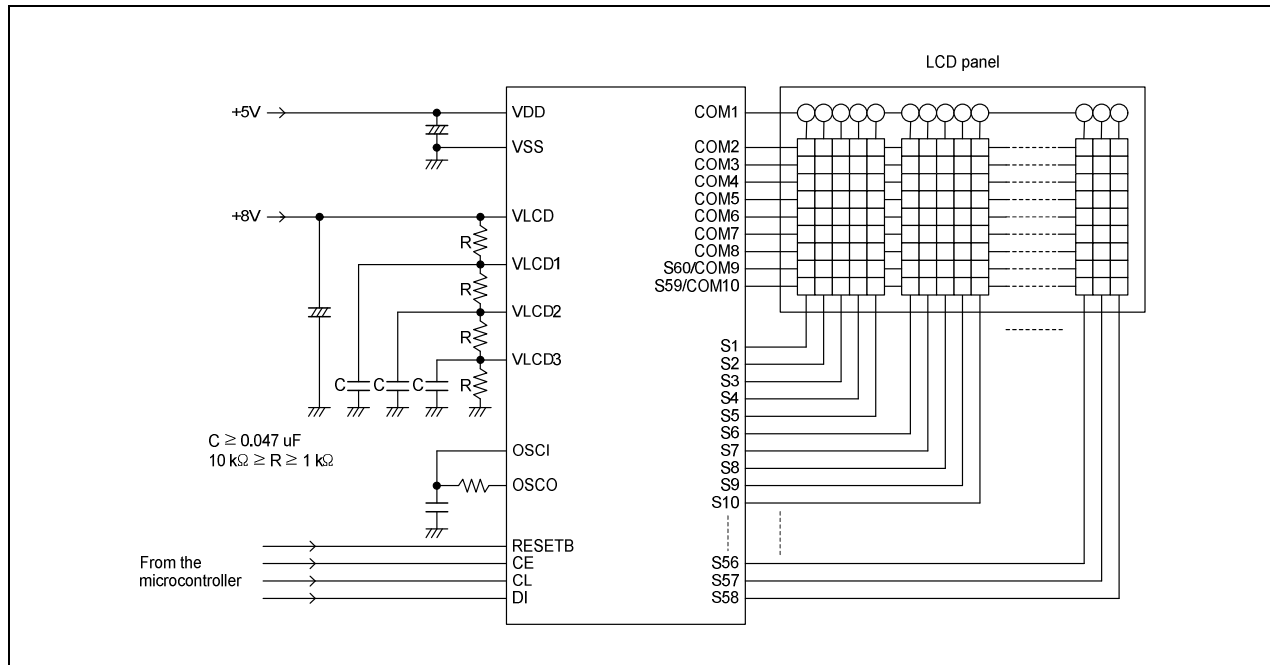 LCD panel
+5V
VDD
VSS
+8V
VLCD
R
VLCD1
R
VLCD2
R
VLCD3
R
C
C
C
C ≥ 0.047 uF
10 kΩ ≥ R ≥ 1 kΩ
OSCI
OSCO
From the
microcontroller
RESETB
CE
CL
DI
COM1
COM2
COM3
COM4
COM5
COM6
COM7
COM8
S60/COM9
S59/COM10
S1
S2
S3
S4
S5
S6
S7
S8
S9
S10
S56
S57
S58